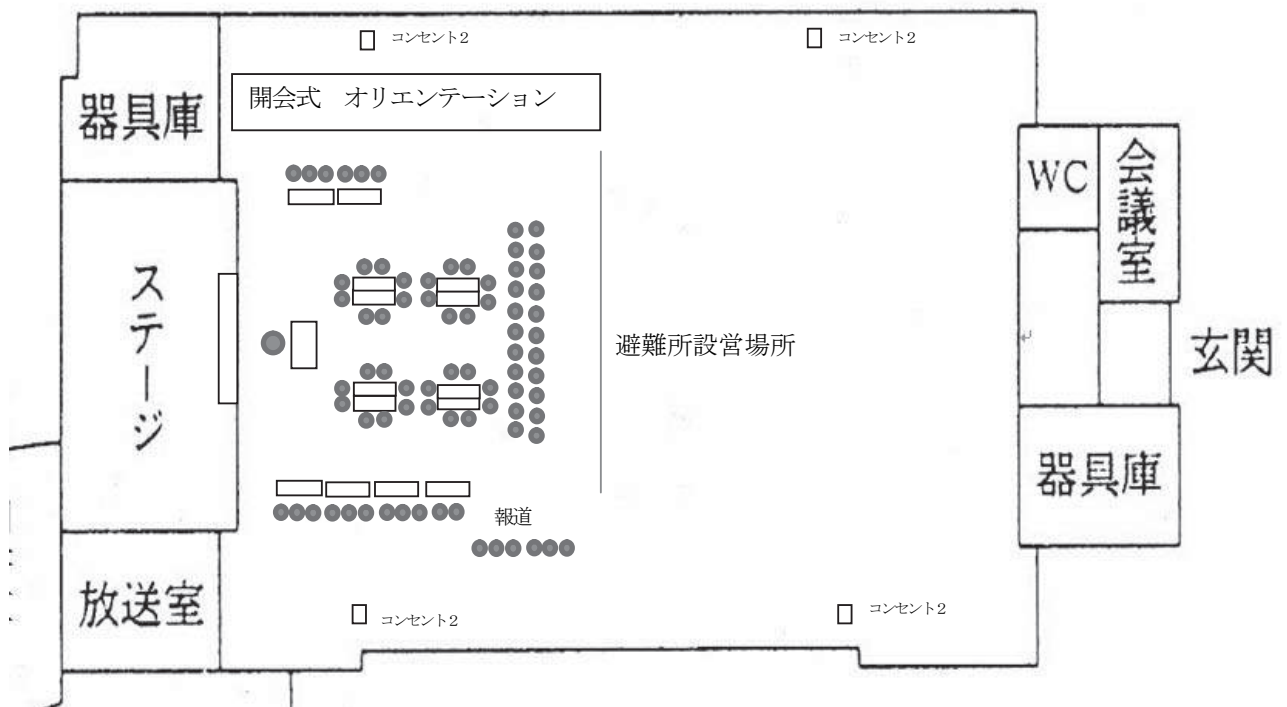 コンセント2
コンセント2
開会式 オリエンテーション
器具庫
WC
会議室
ステージ
避難所設営場所
玄関
器具庫
報道
放送室
コンセント2
コンセント2